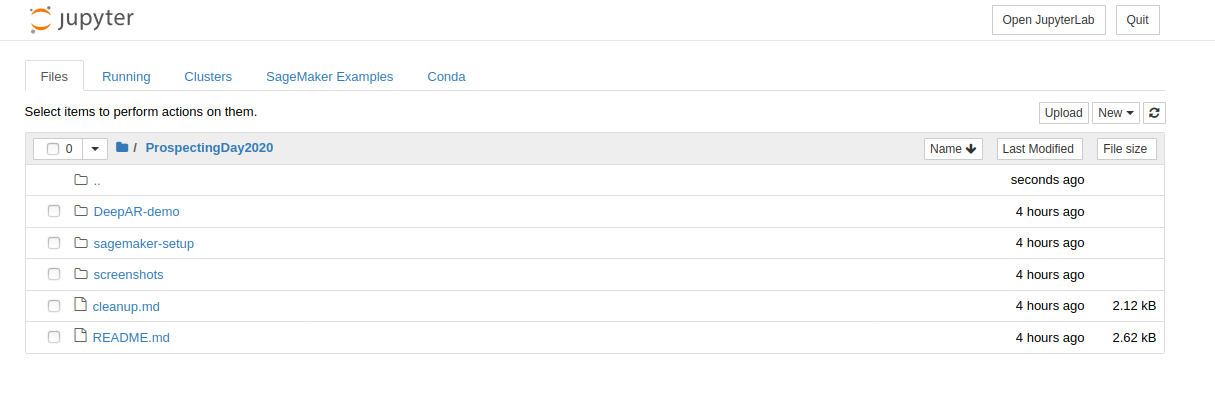 jupyter
Open JupyterLab Quit
Files Running Clusters SageMaker Examples Conda
Select items to perform actions on them.
Upload New
0 / ProspectingDay2020 Name Last Modified File size
.. seconds ago
DeepAR-demo 4 hours ago
sagemaker-setup 4 hours ago
screenshots 4 hours ago
cleanup.md 4 hours ago 2.12 kB
README.md 4 hours ago 2.62 kB